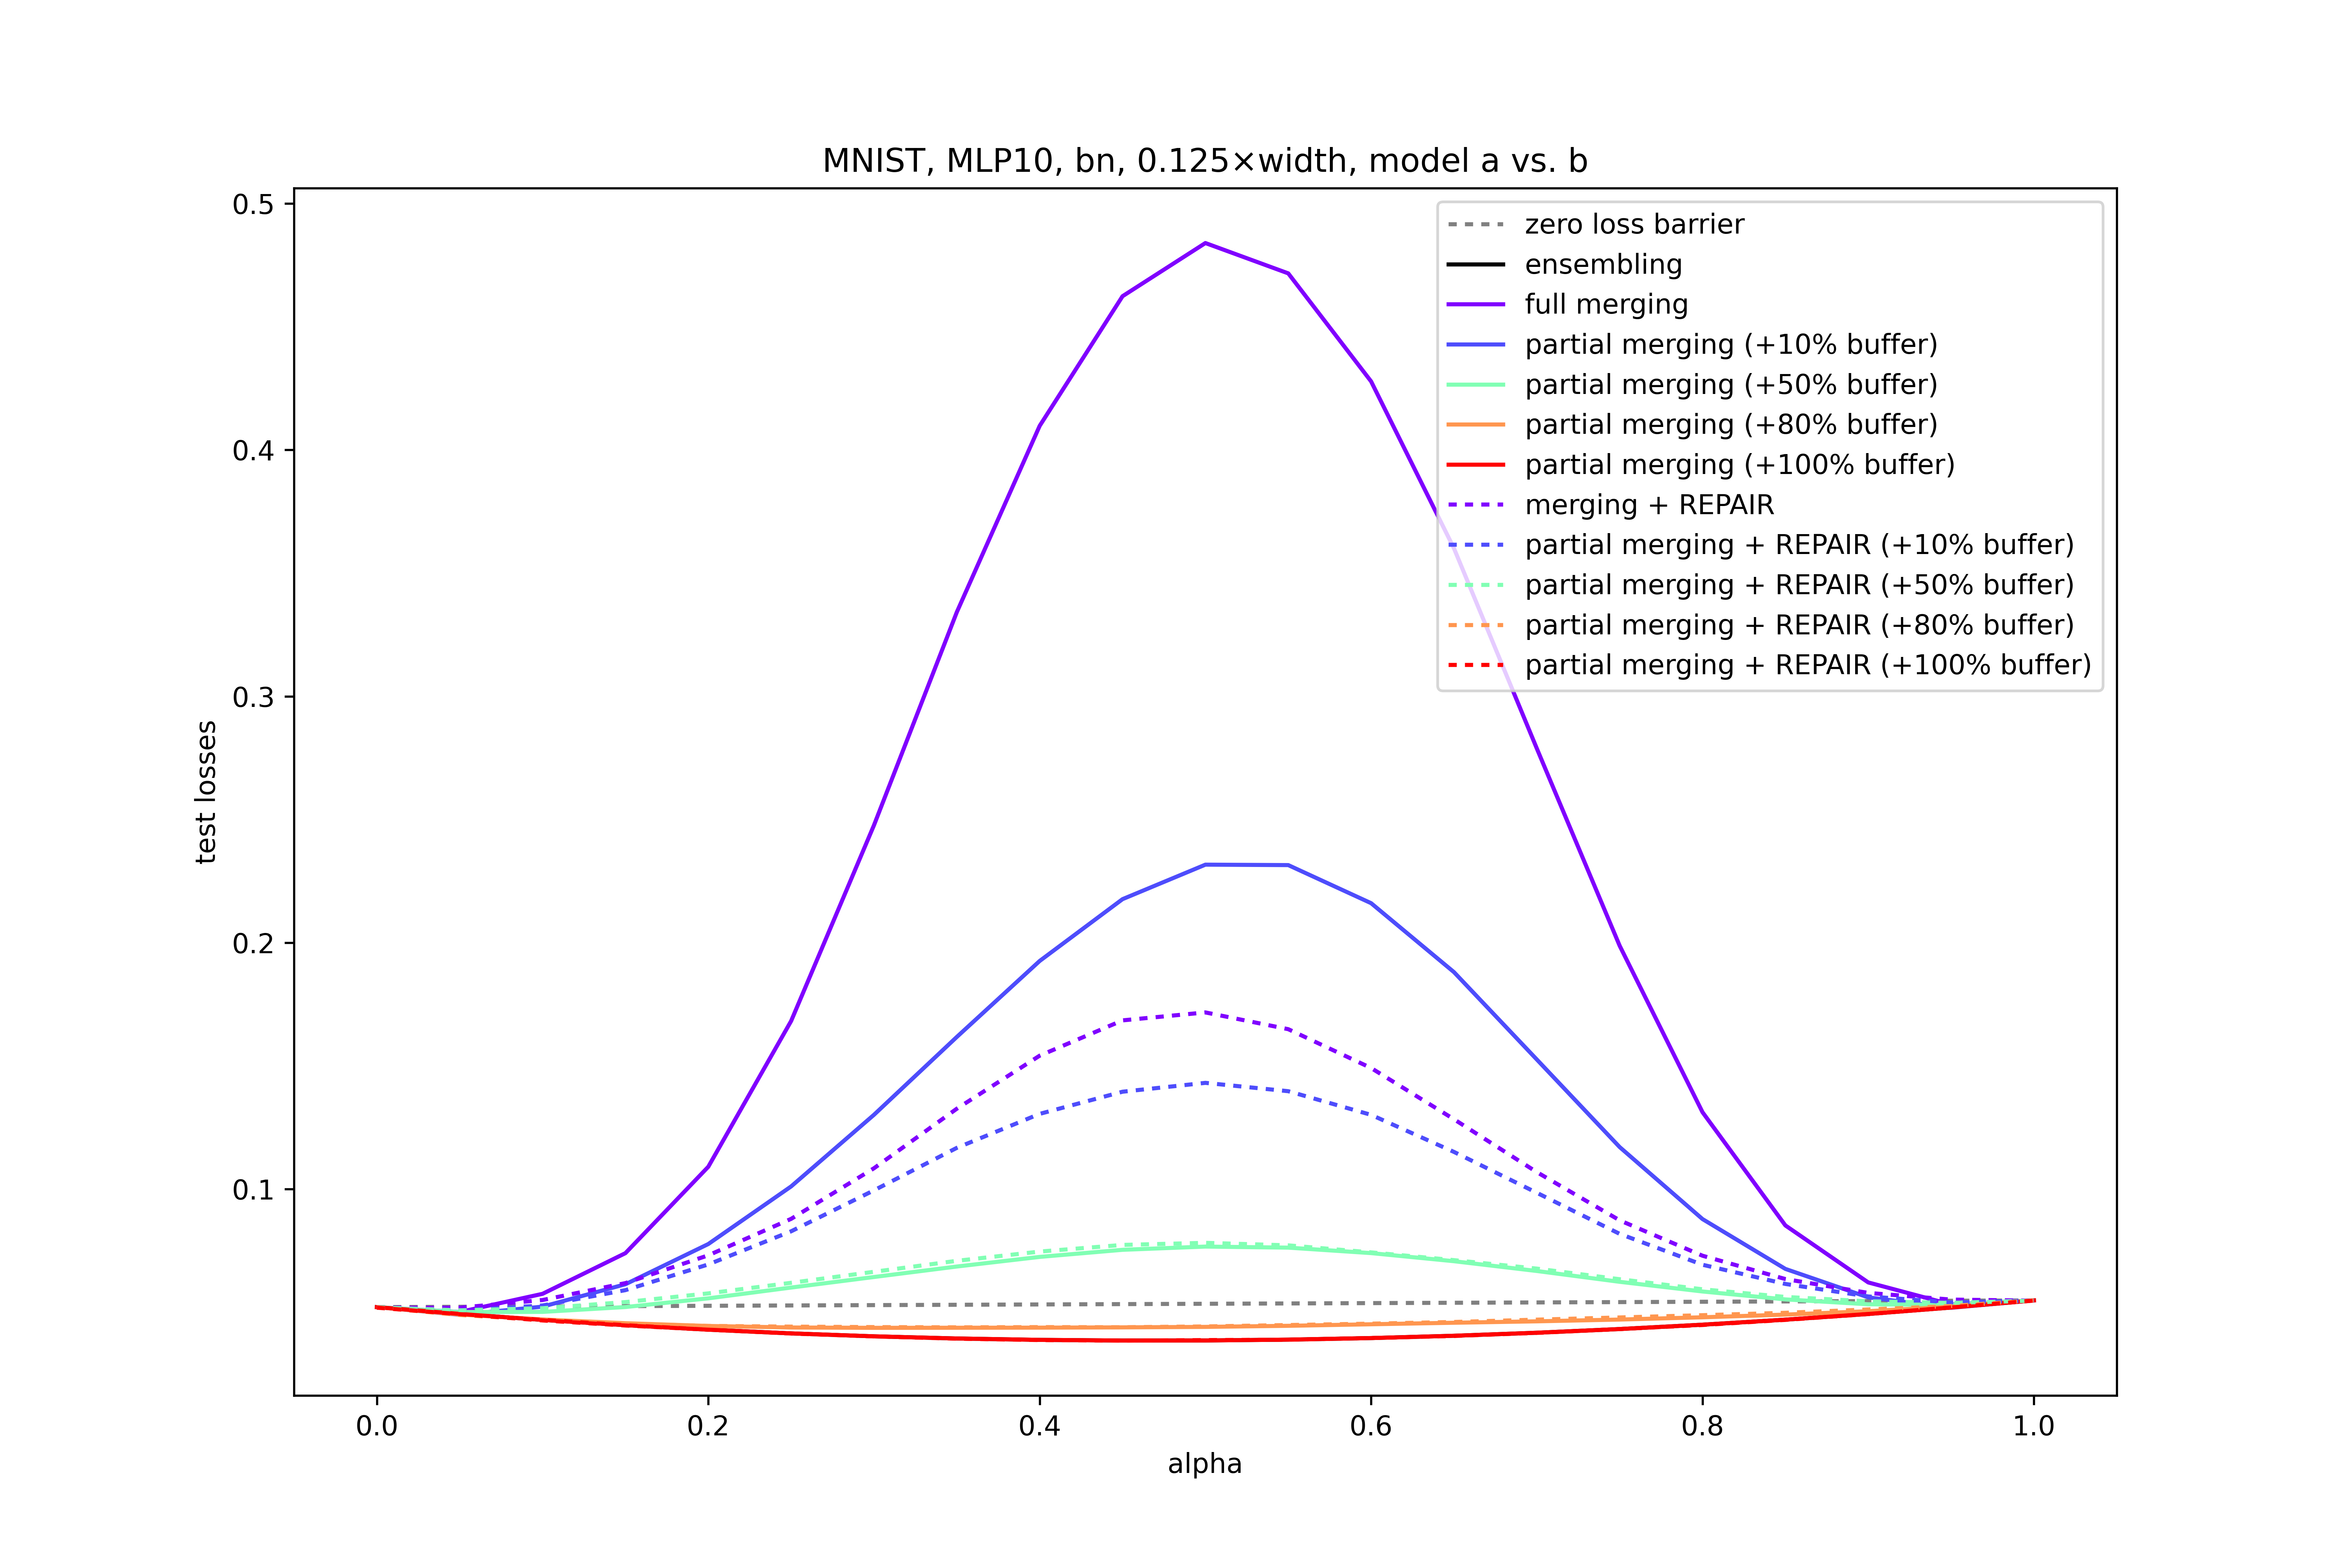 MNIST, MLP10, bn, 0.125×width, model a vs. b
0.5
0.4
0.3
0.2
0.1
test losses
zero loss barrier
ensembling
full merging
partial merging (+10% buffer)
partial merging (+50% buffer)
partial merging (+80% buffer)
partial merging (+100% buffer)
merging + REPAIR
partial merging + REPAIR (+10% buffer)
partial merging + REPAIR (+50% buffer)
partial merging + REPAIR (+80% buffer)
partial merging + REPAIR (+100% buffer)
0.0 0.2 0.4 0.6 0.8 1.0
alpha